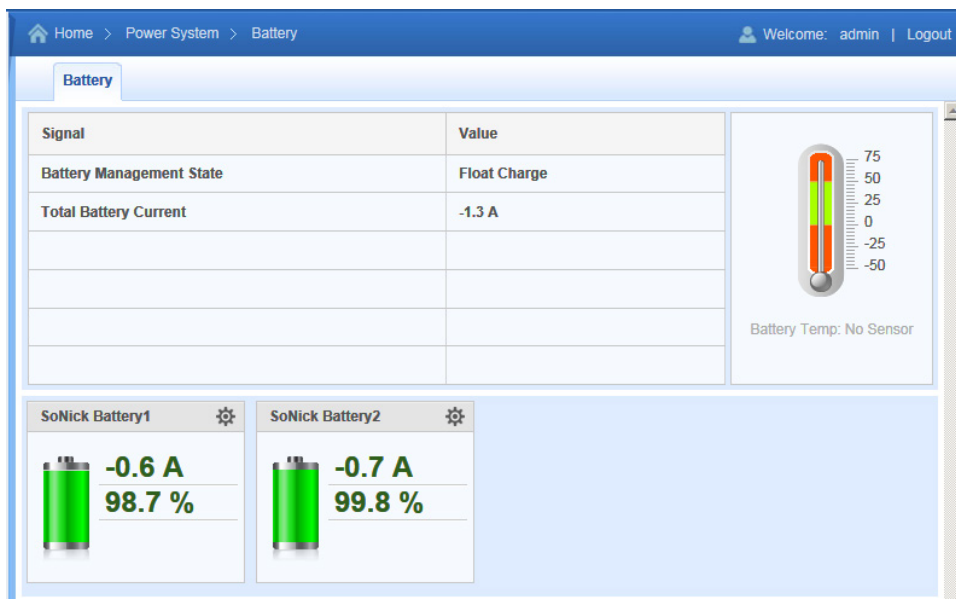 Home > Power System > Battery
Welcome: admin | Logout
Battery
Signal Value
Battery Management State Float Charge
Total Battery Current -1.3 A
75
50
25
0
-25
-50
Battery Temp: No Sensor
SoNick Battery1
-0.6 A
98.7 %
SoNick Battery2
-0.7 A
99.8 %